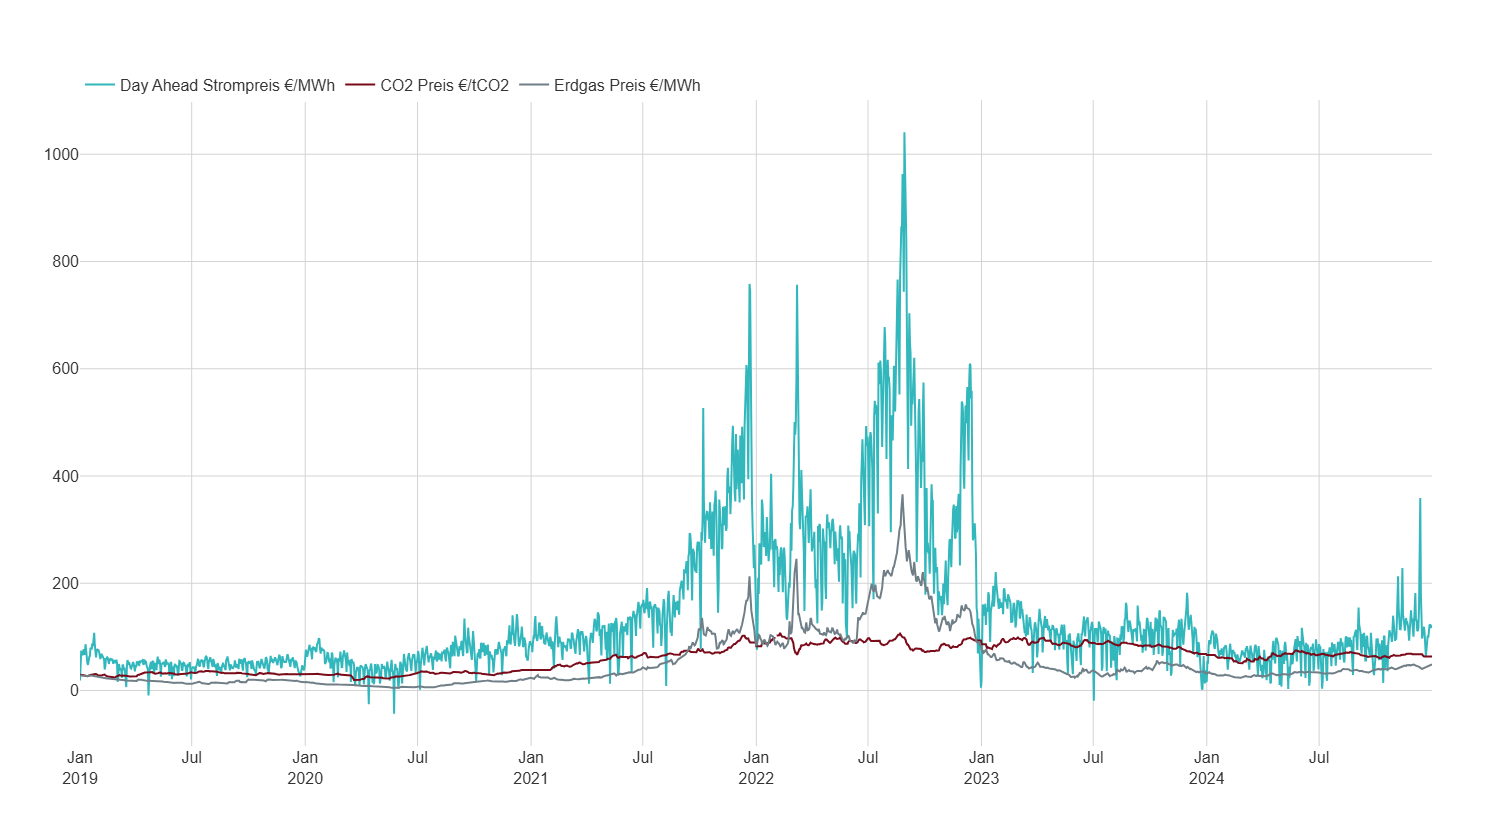 Day Ahead Strompreis €/MWh CO2 Preis €/tCO2 Erdgas Preis €/MWh
1000
800
600
400
200
0
Jan Jul Jan Jul Jan Jul Jan Jul Jan Jul Jan Jul
2019 2020 2021 2022 2023 2024